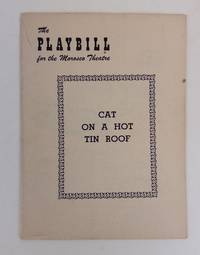 The
PLAYBILL
for the Morosco Theatre
CAT
ON A HOT
TIN ROOF